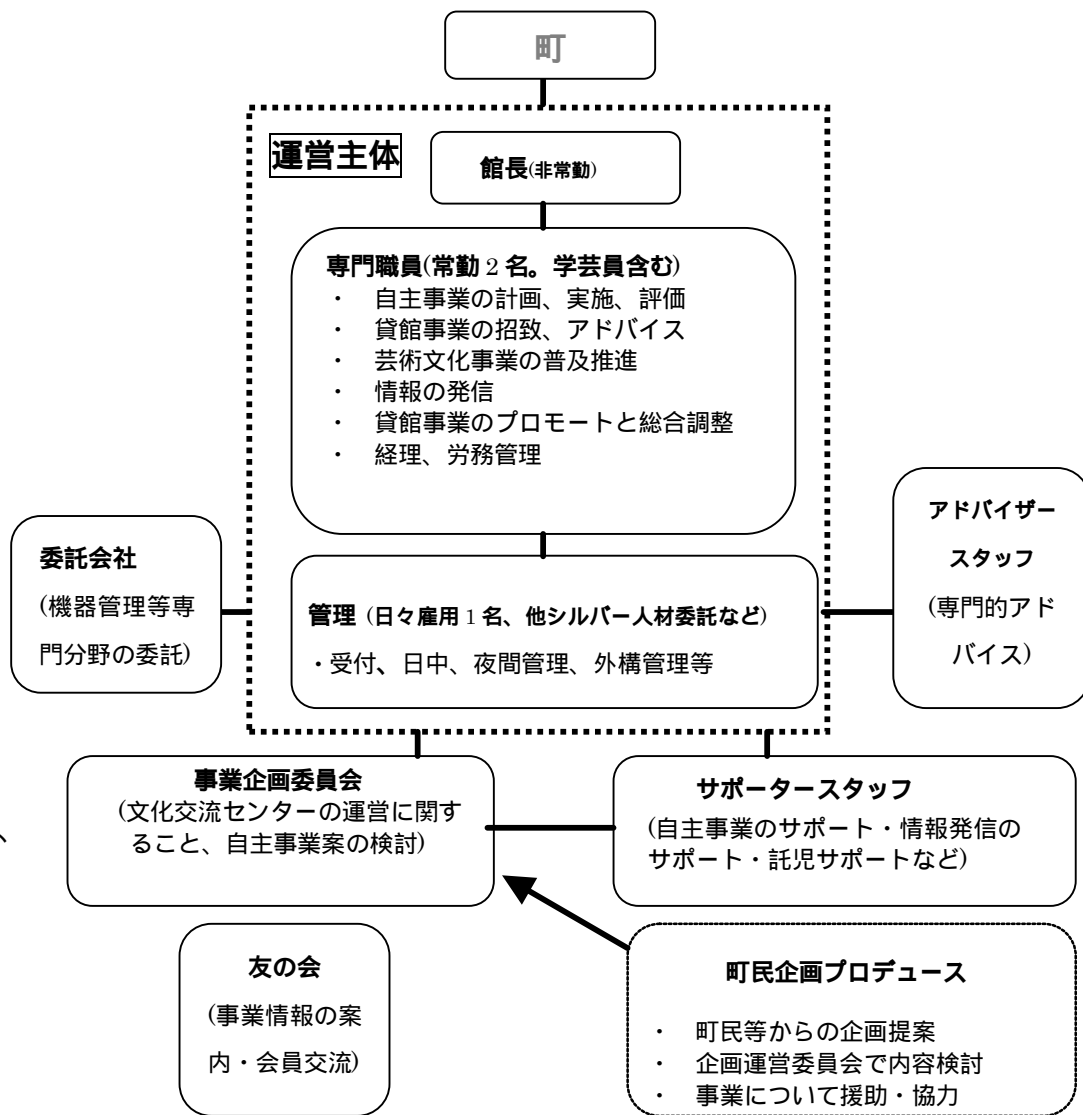 町
運営主体
館長(非常勤)
専門職員(常勤 2 名。学芸員含む)
・ 自主事業の計画、実施、評価
・ 貸館事業の招致、アドバイス
・ 芸術文化事業の普及推進
・ 情報の発信
・ 貸館事業のプロモートと総合調整
・ 経理、労務管理
委託会社
(機器管理等専
門分野の委託)
管理 (日々雇用 1 名、他シルバー人材委託など)
・受付、日中、夜間管理、外構管理等
アドバイザー
スタッフ
(専門的アド
バイス)
事業企画委員会
(文化交流センターの運営に関す
ること、自主事業案の検討)
、
サポータースタッフ
(自主事業のサポート・情報発信の
サポート・託児サポートなど)
友の会
(事業情報の案
内・会員交流)
町民企画プロデュース
・ 町民等からの企画提案
・ 企画運営委員会で内容検討
・ 事業について援助・協力